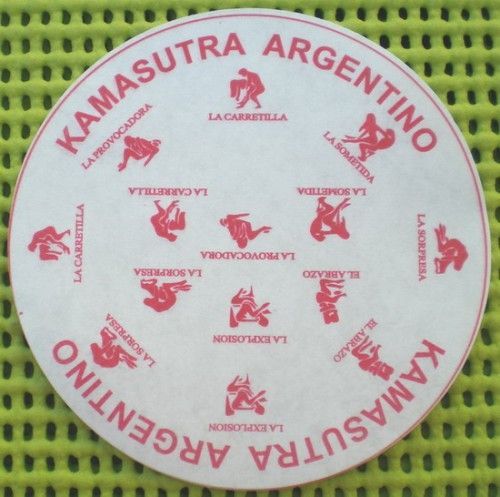 KAMASUTRA ARGENTINO
LA CARRETILLA
LA PROVOCADORA
LA SOMETIDA
LA CARRETILLA
LA SOMETIDA
LA CARRETILLA
LA PROVOCADORA
LA SORPRESA
LA SORPRESA
EL ABRAZO
LA SORPRESA
LA EXPLOSION
EL ABRAZO
LA EXPLOSION
KAMASUTRA ARGENTINO